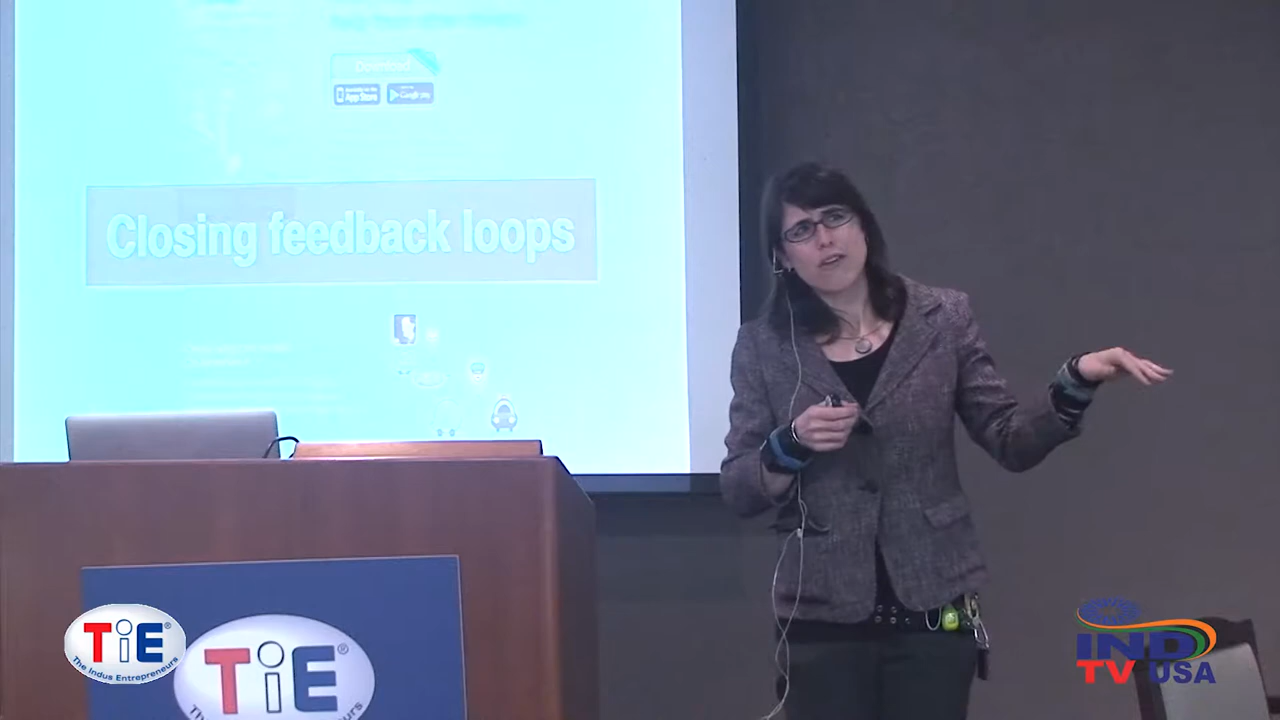 Download
App Store
Google play
Closing feedback loops
TiE®
The Indus Entrepreneurs
TiE®
IND
TV USA